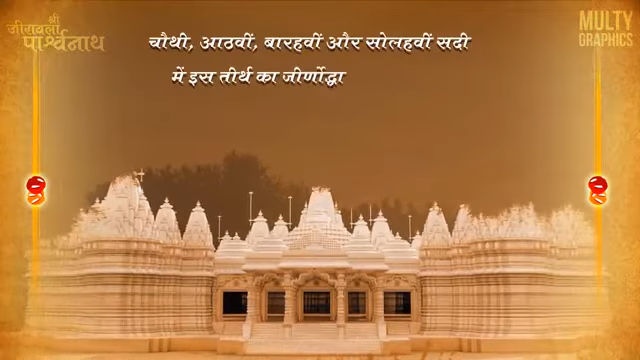 श्री
जीरावला
पार्श्वनाथ
MULTY
GRAPHICS
चौथी, आठवीं, बारहवीं और सोलहवीं सदी
में इस तीर्थ का जीर्णोद्धा